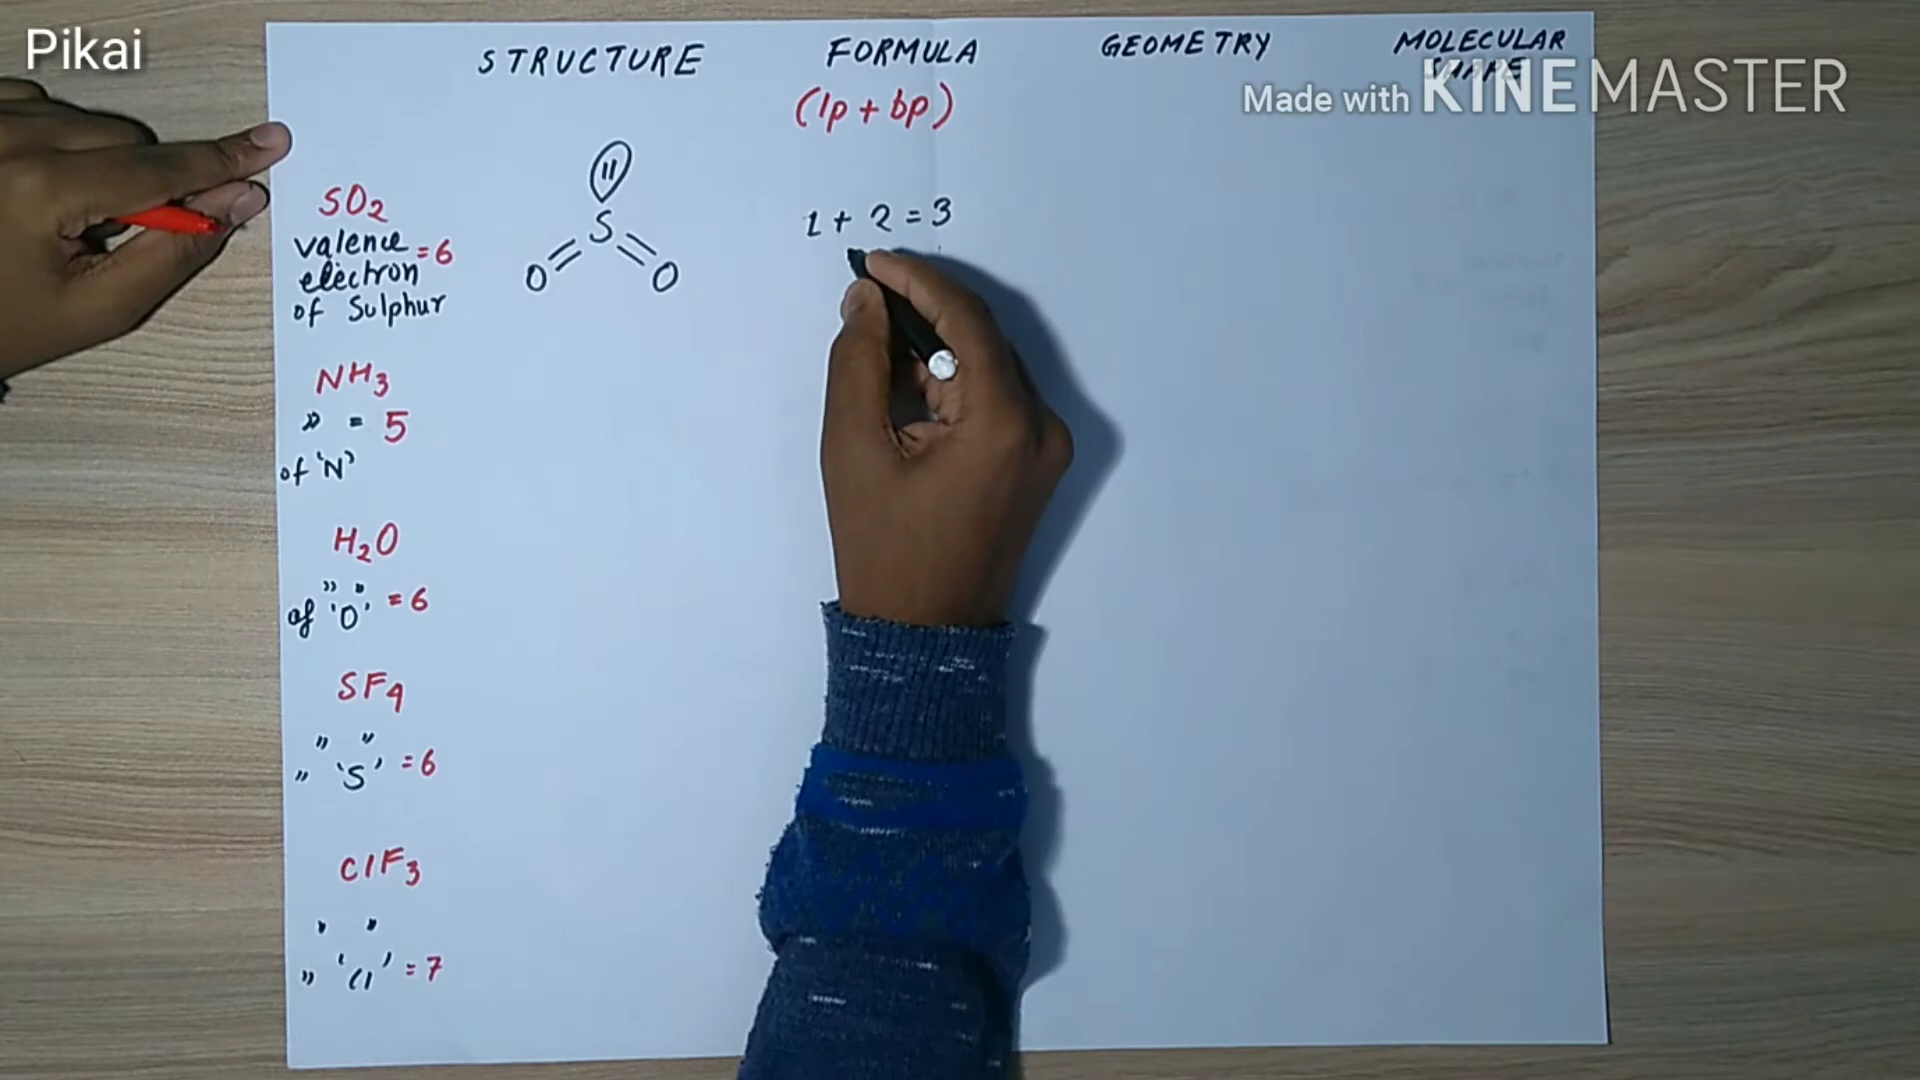 Pikai
STRUCTURE FORMULA GEOMETRY MOLECULAR SHAPE
Made with KINEMASTER
(lp + bp)
SO2
valence = 6
electron
of Sulphur
S
O O
1 + 2 = 3
NH3
" = 5
of 'N'
H2O
" "
of 'O' = 6
SF4
" "
" 'S' = 6
ClF3
" "
" 'Cl' = 7